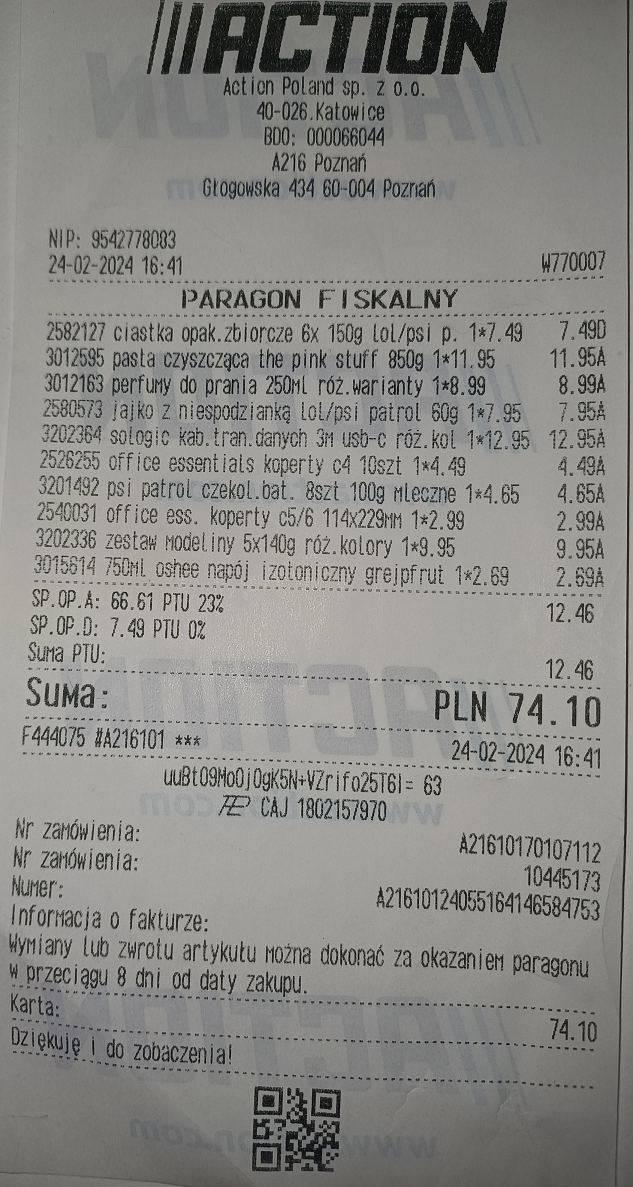 ACTION
Action Poland sp. z o.o.
40-026.Katowice
BDO: 000066044
A216 Poznań
Głogowska 434 60-004 Poznań
NIP: 9542778083
24-02-2024 16:41 W770007
PARAGON FISKALNY
2582127 ciastka opak.zbiorcze 6x 150g lol/psi p. 1*7.49 7.49D
3012595 pasta czyszcząca the pink stuff 850g 1*11.95 11.95A
3012163 perfumy do prania 250ml róż.warianty 1*8.99 8.99A
2580573 jajko z niespodzianką lol/psi patrol 60g 1*7.95 7.95A
3202364 sologic kab.tran.danych 3m usb-c róż.kol 1*12.95 12.95A
2526255 office essentials koperty c4 10szt 1*4.49 4.49A
3201492 psi patrol czekol.bat. 8szt 100g mleczne 1*4.65 4.65A
2540031 office ess. koperty c5/6 114x229mm 1*2.99 2.99A
3202336 zestaw modeliny 5x140g róż.kolory 1*9.95 9.95A
3015614 750ml oshee napój izotoniczny grejpfrut 1*2.69 2.69A
SP.OP.A: 66.61 PTU 23% 12.46
SP.OP.D: 7.49 PTU 0%
Suma PTU: 12.46
Suma: PLN 74.10
F444075 #A216101 *** 24-02-2024 16:41
uuBt09Mo0j0gK5N+VZrifo25T6I= 63
CAJ 1802157970
Nr zamówienia: A21610170107112
Nr zamówienia: 10445173
Numer: A21610124055164146584753
Informacja o fakturze:
Wymiany lub zwrotu artykułu można dokonać za okazaniem paragonu
w przeciągu 8 dni od daty zakupu.
Karta: 74.10
Dziękuję i do zobaczenia!